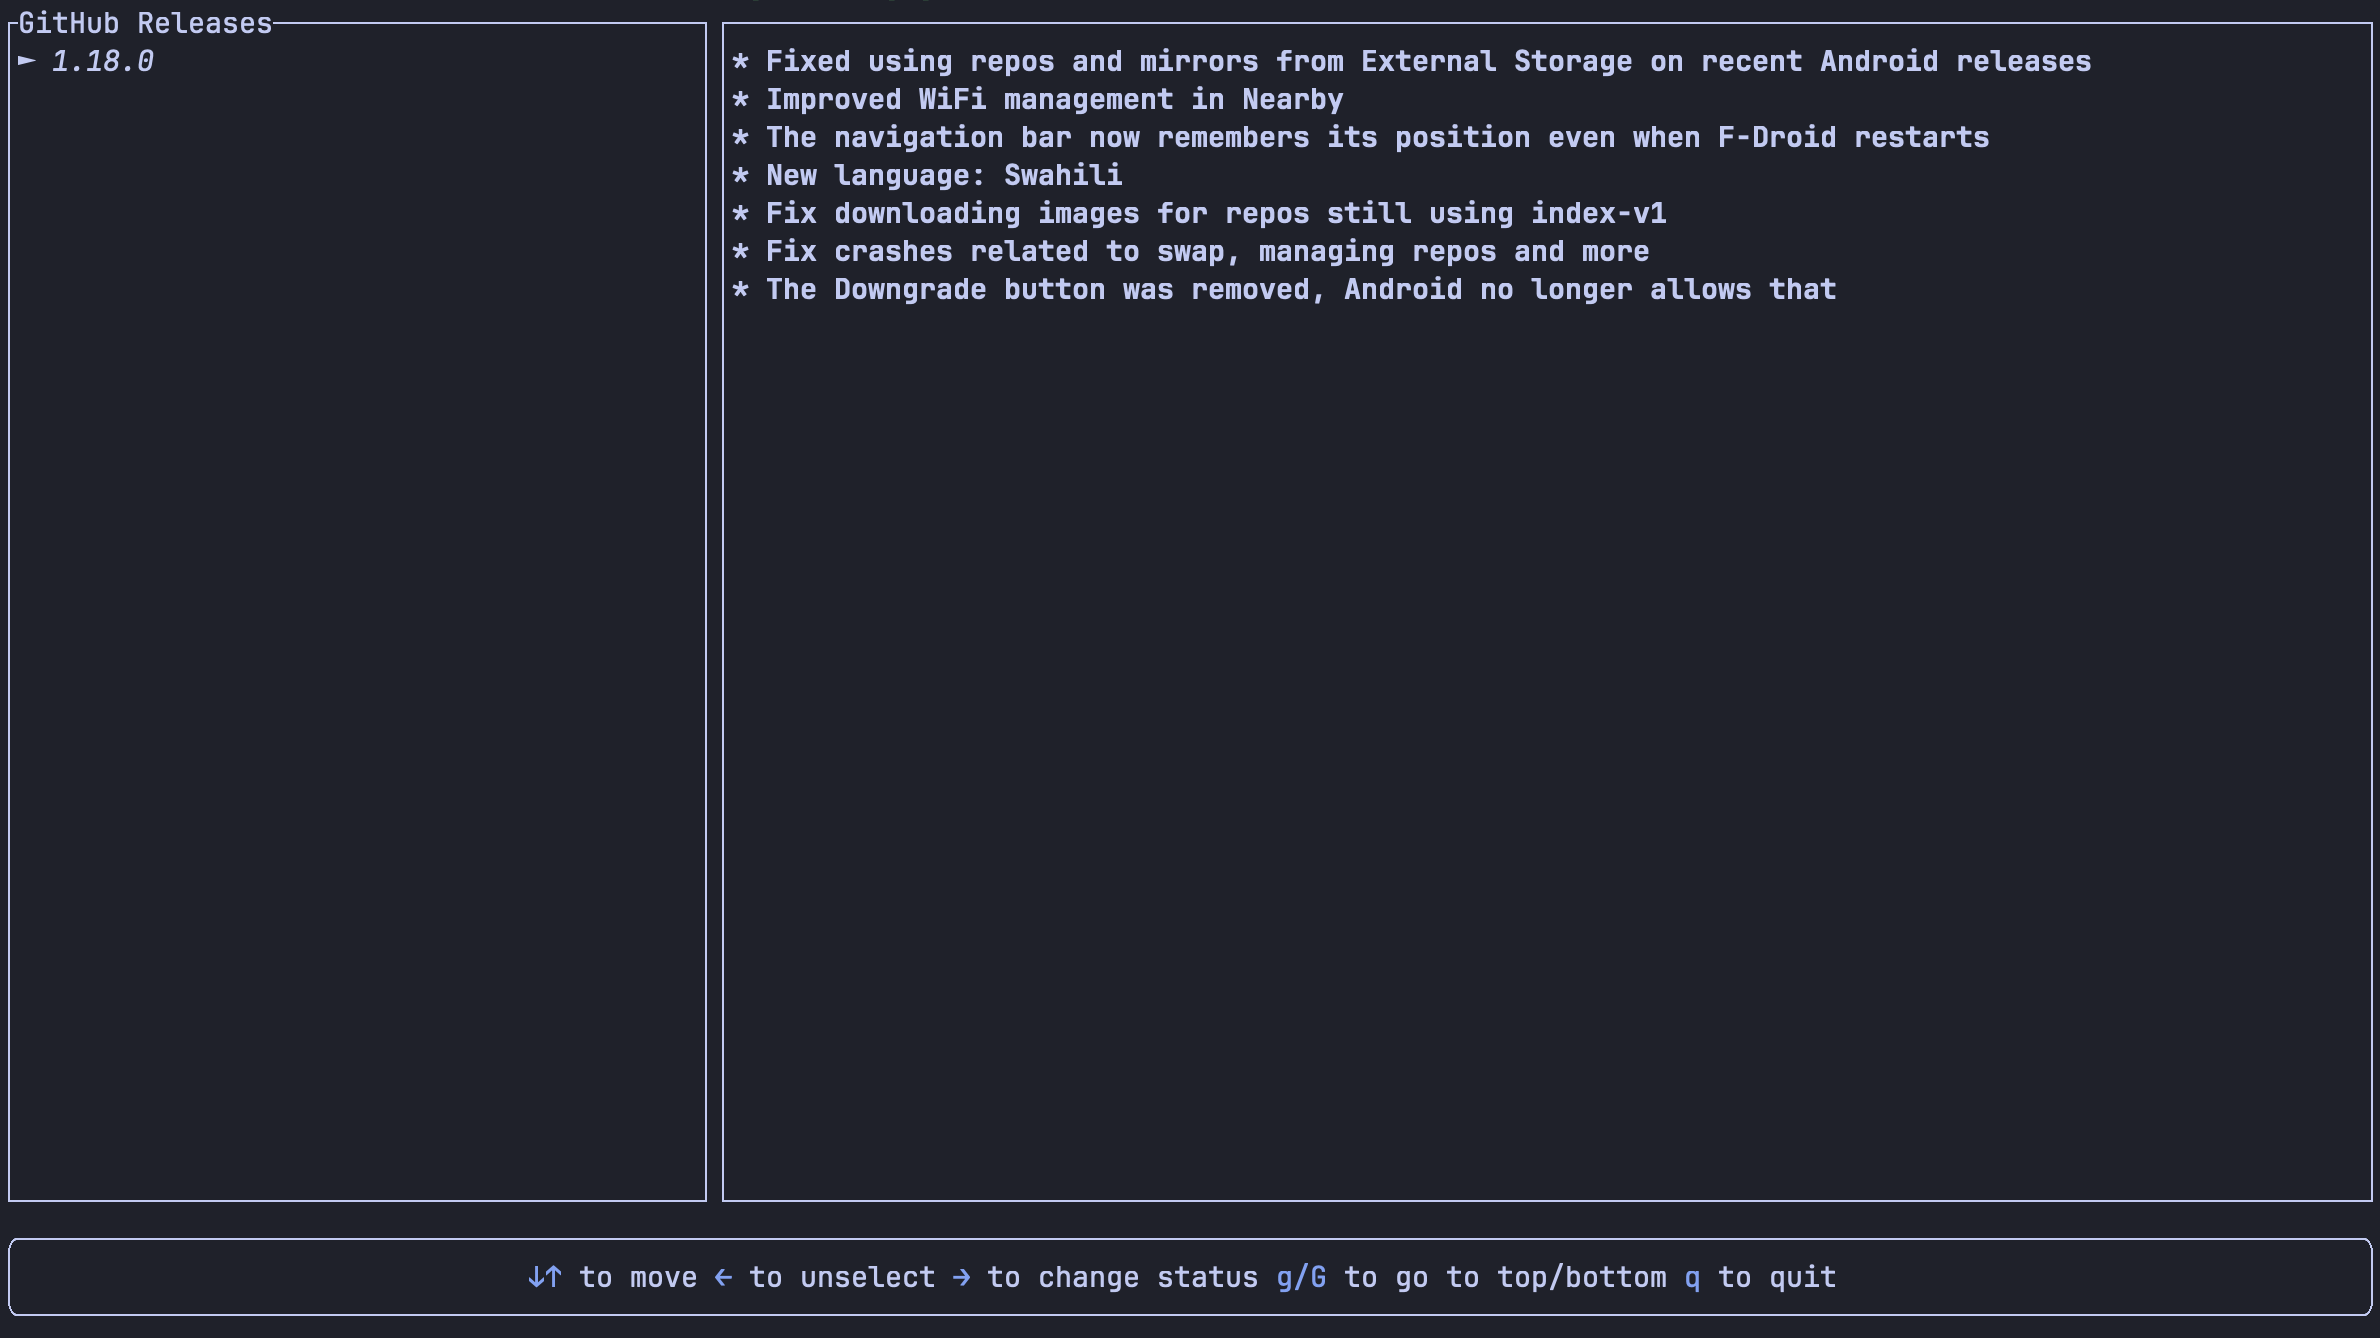 GitHub Releases
► 1.18.0
* Fixed using repos and mirrors from External Storage on recent Android releases
* Improved WiFi management in Nearby
* The navigation bar now remembers its position even when F-Droid restarts
* New language: Swahili
* Fix downloading images for repos still using index-v1
* Fix crashes related to swap, managing repos and more
* The Downgrade button was removed, Android no longer allows that
↓↑ to move ← to unselect → to change status g/G to go to top/bottom q to quit